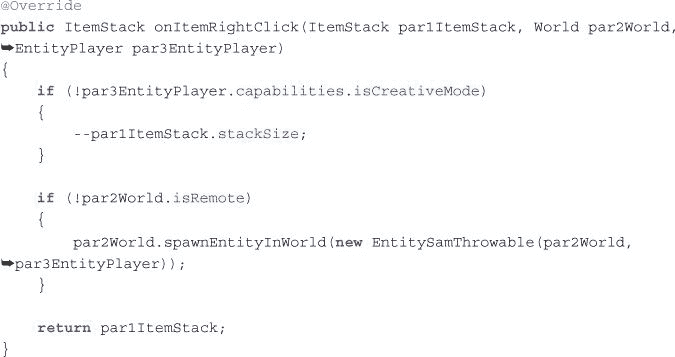 @Override
public ItemStack onItemRightClick(ItemStack par1ItemStack, World par2World,
➥EntityPlayer par3EntityPlayer)
{
    if (!par3EntityPlayer.capabilities.isCreativeMode)
    {
        --par1ItemStack.stackSize;
    }

    if (!par2World.isRemote)
    {
        par2World.spawnEntityInWorld(new EntitySamThrowable(par2World,
➥par3EntityPlayer));
    }

    return par1ItemStack;
}